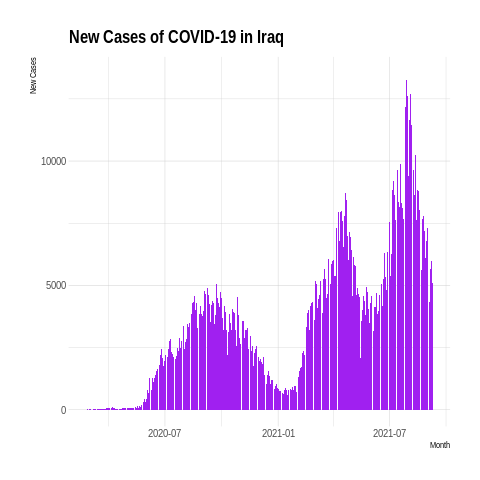 New Cases of COVID-19 in Iraq
New Cases
10000
5000
0
2020-07
2021-01
2021-07
Month